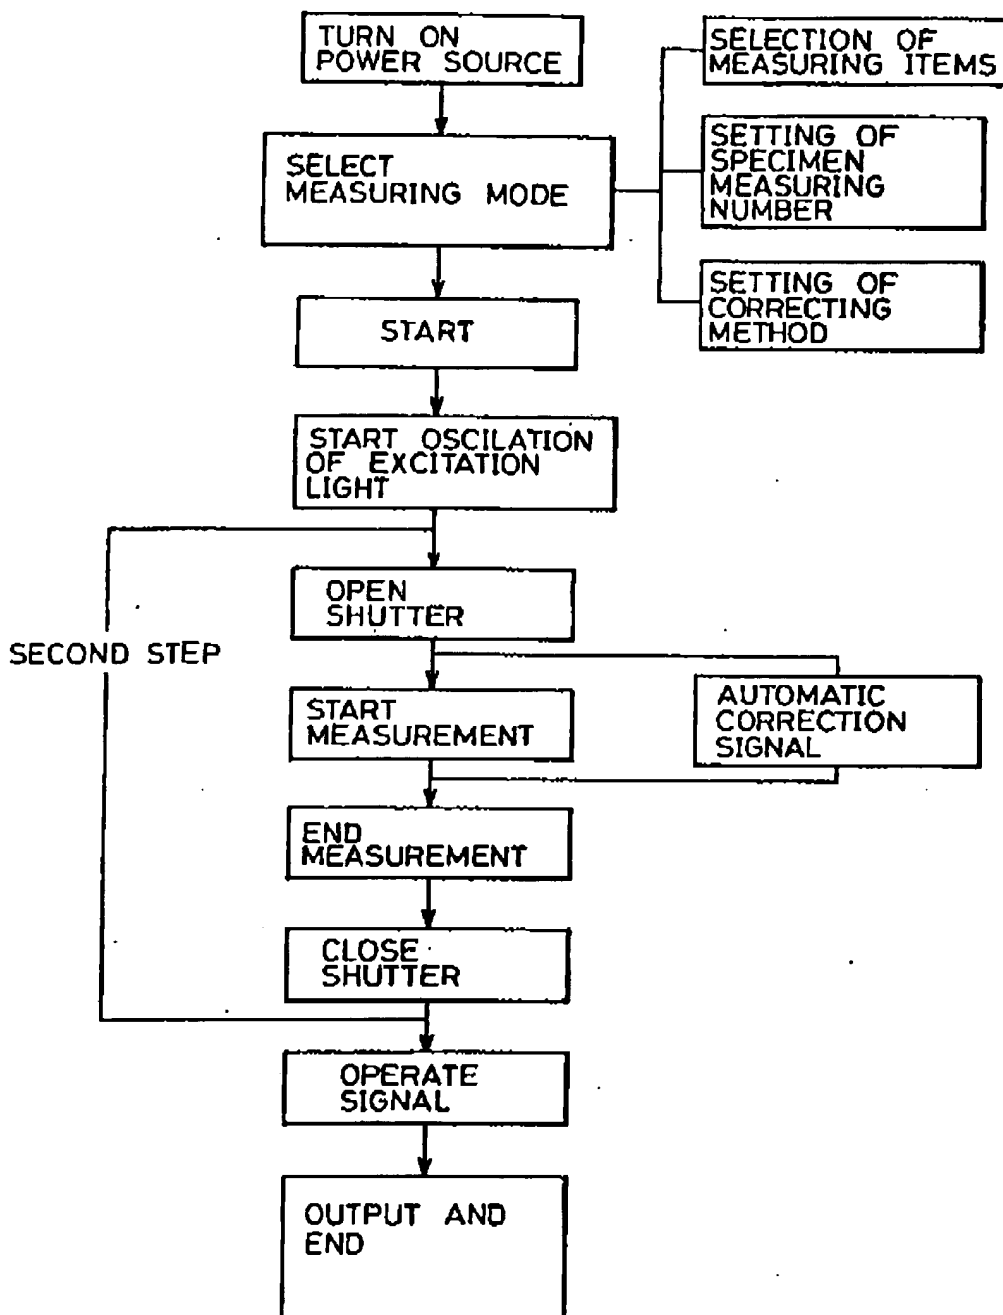 TURN ON
POWER SOURCE
SELECTION OF
MEASURING ITEMS
SELECT
MEASURING MODE
SETTING OF
SPECIMEN
MEASURING
NUMBER
SETTING OF
CORRECTING
METHOD
START
START OSCILATION
OF EXCITATION
LIGHT
OPEN
SHUTTER
SECOND STEP
START
MEASUREMENT
AUTOMATIC
CORRECTION
SIGNAL
END
MEASUREMENT
CLOSE
SHUTTER
OPERATE
SIGNAL
OUTPUT AND
END